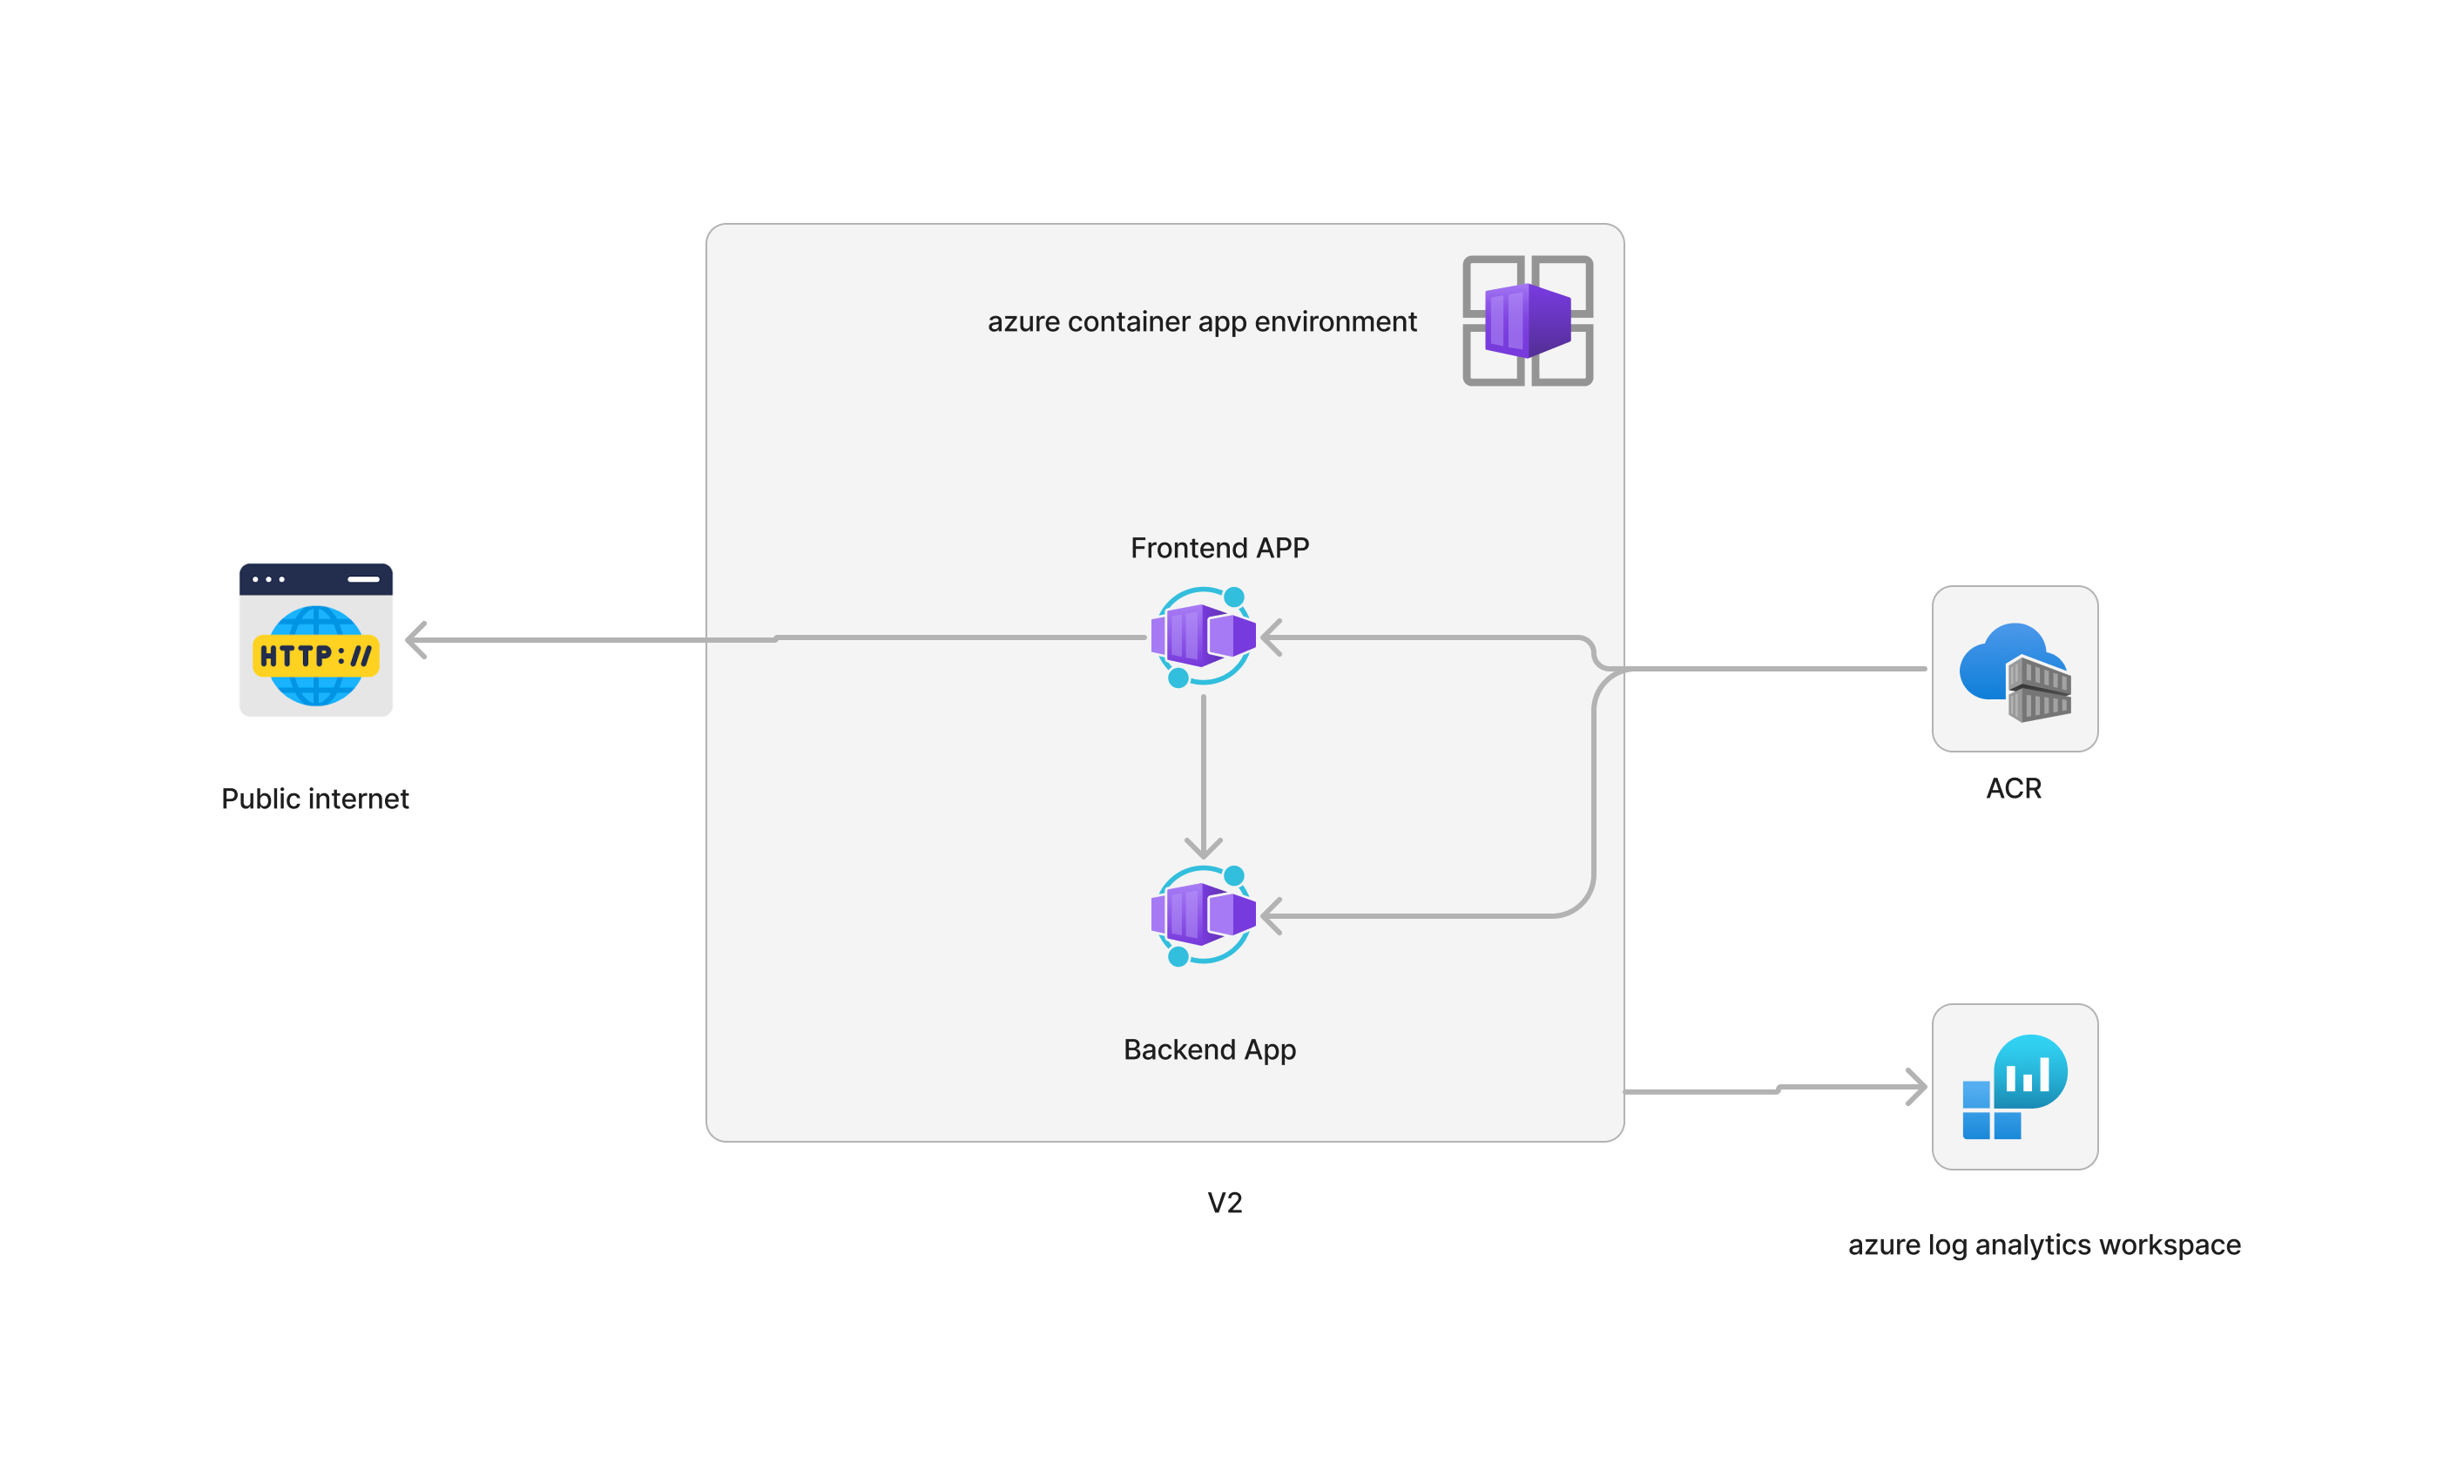 azure container app environment
Frontend APP
HTTP://
Public internet
ACR
Backend App
V2
azure log analytics workspace